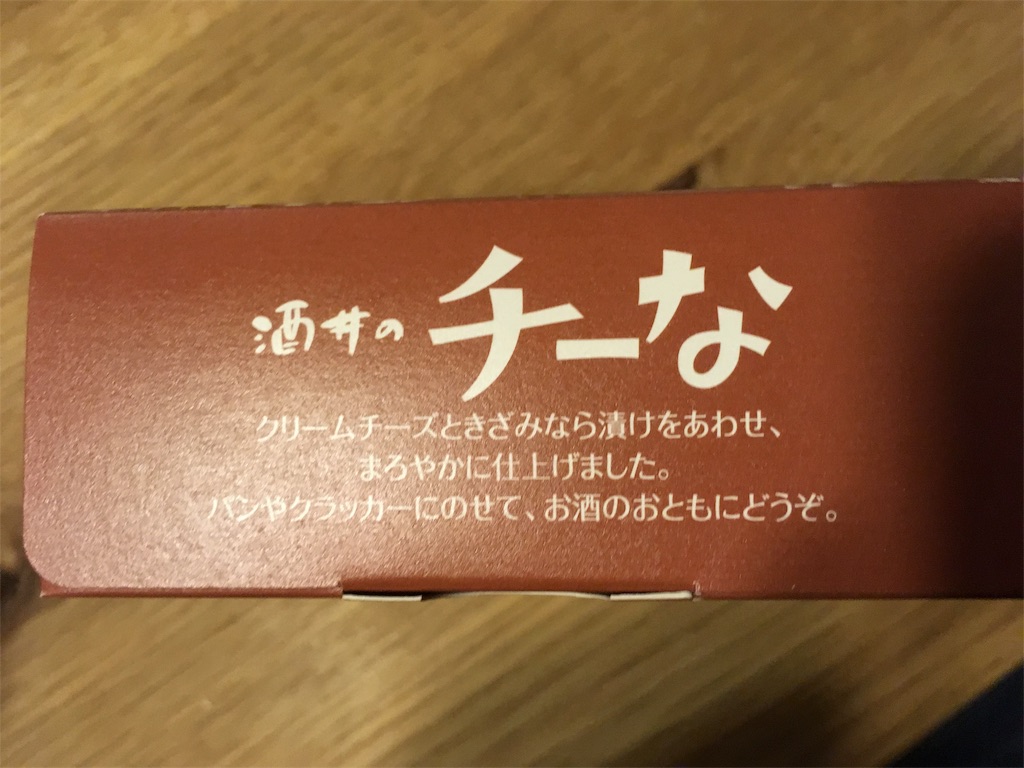 酒井の チーな
クリームチーズときざみなら漬けをあわせ、
まろやかに仕上げました。
パンやクラッカーにのせて、お酒のおともにどうぞ。